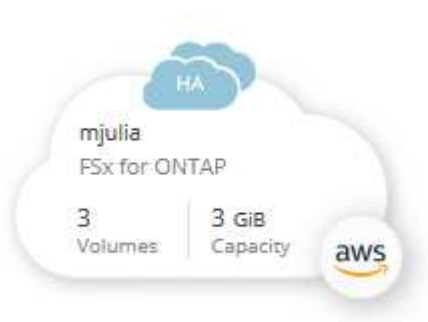 HA
mjulia
FSx for ONTAP
3
Volumes
3 GiB
Capacity
aws